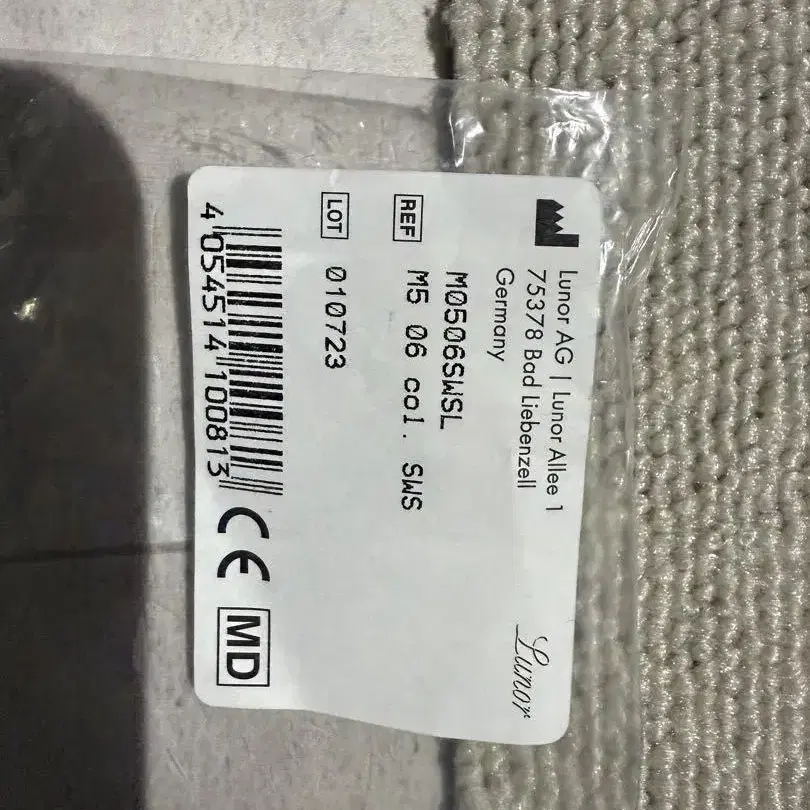 Lunor AG | Lunor Allee 1
75378 Bad Liebenzell
Germany
Lunor
M0506SWSL
REF M5 06 col. SWS
LOT 010723
4 054514 100813
CE MD